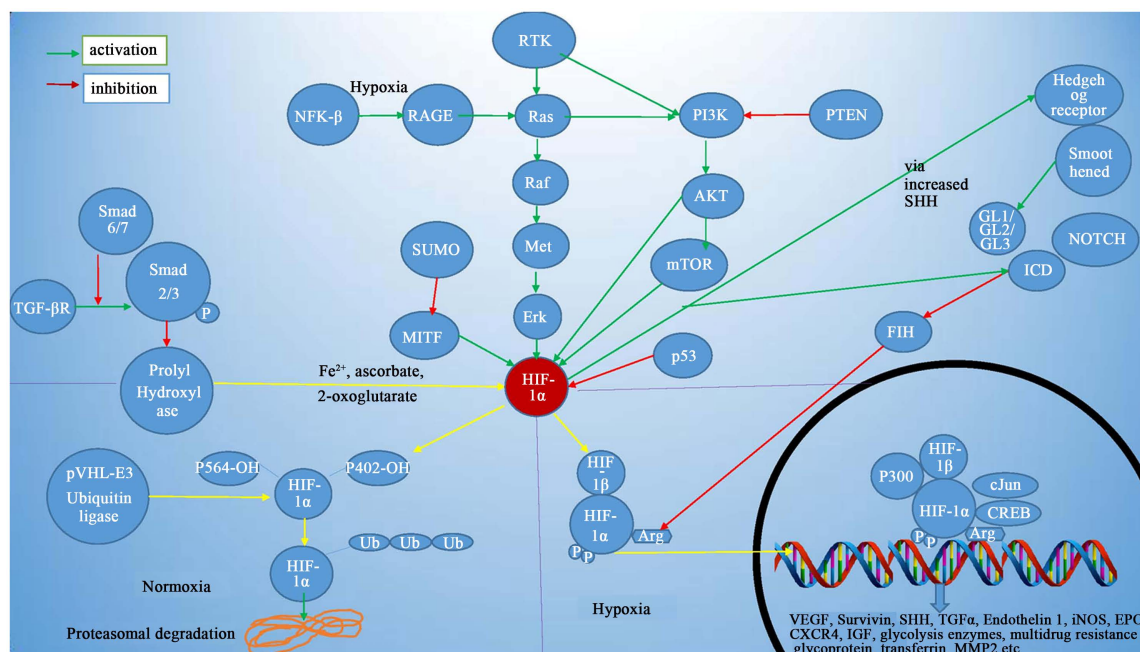 activation
inhibition
RTK
Hypoxia
NFK-β
RAGE
Ras
PI3K
PTEN
Hedgeh
og
receptor
Smoot
hened
via
increased
SHH
Raf
AKT
Smad
6/7
SUMO
Met
mTOR
GL1/
GL2/
GL3
NOTCH
ICD
Smad
2/3
P
TGF-βR
MITF
Erk
p53
FIH
Prolyl
Hydroxyl
ase
Fe²⁺, ascorbate,
2-oxoglutarate
HIF-
1α
P564-OH
P402-OH
pVHL-E3
Ubiquitin
ligase
HIF-
1α
HIF
-
1β
HIF-
1α
Arg
P
P
HIF-
1β
P300
cJun
HIF-1α
CREB
P
P
Arg
Ub
Ub
Ub
HIF-
1α
Normoxia
Hypoxia
Proteasomal degradation
VEGF, Survivin, SHH, TGFα, Endothelin 1, iNOS, EPO
CXCR4, IGF, glycolysis enzymes, multidrug resistance
glycoprotein, transferrin, MMP2 etc